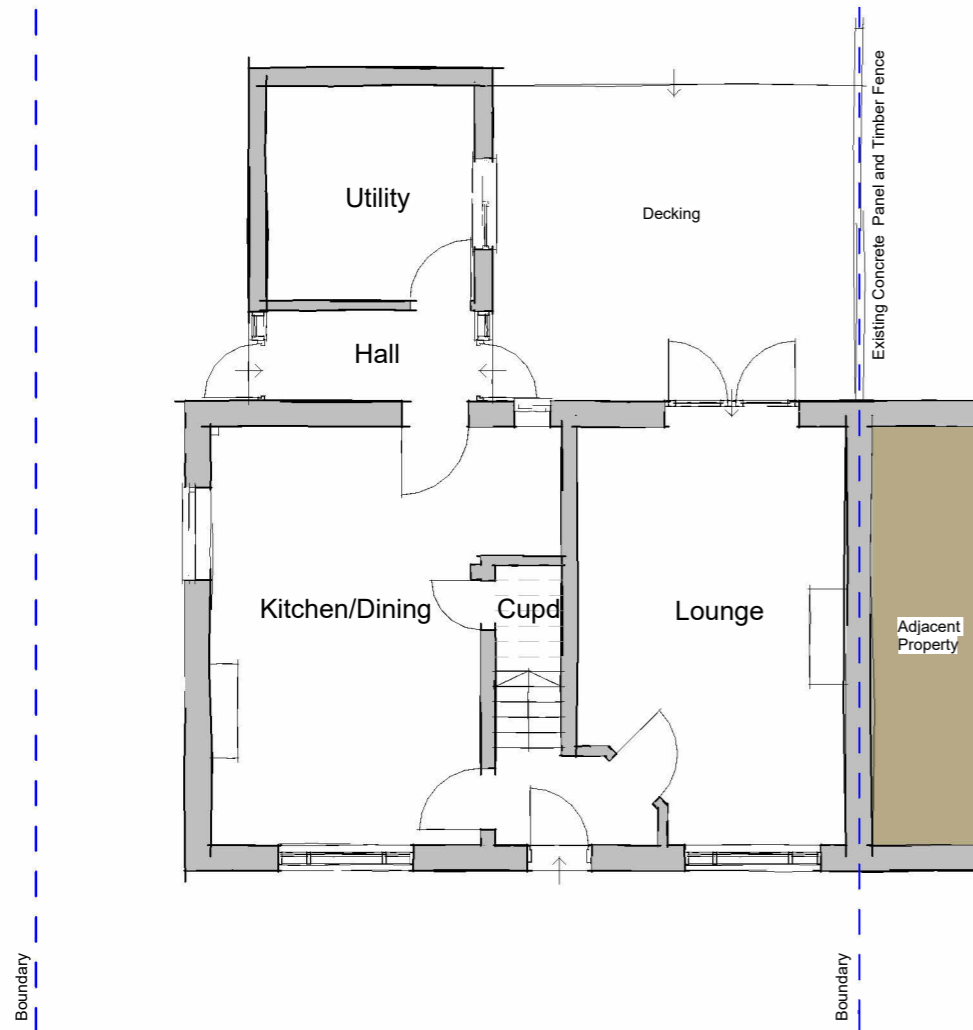 Existing Concrete Panel and Timber Fence
Utility
Decking
Hall
Kitchen/Dining
Cupd
Lounge
Adjacent
Property
Boundary
Boundary